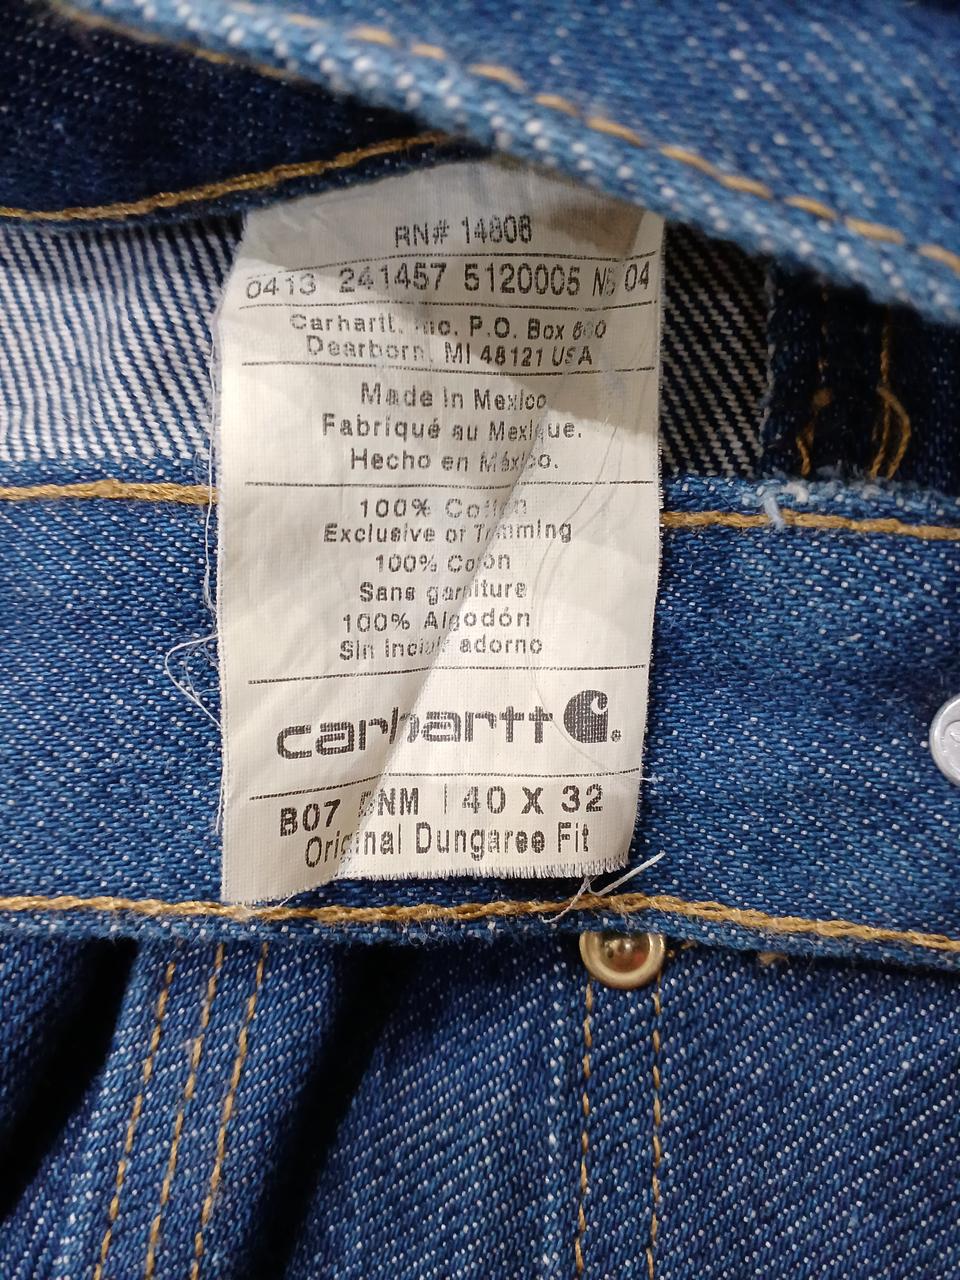 RN# 14806
0413 241457 5120005 N5 04
Carhartt, Inc. P.O. Box 600
Dearborn, MI 48121 USA
Made in Mexico
Fabriqué au Mexique.
Hecho en México.
100% Cotton
Exclusive of Trimming
100% Coton
Sans garniture
100% Algodón
Sin incluir adorno
carhartt
B07 DNM | 40 X 32
Original Dungaree Fit